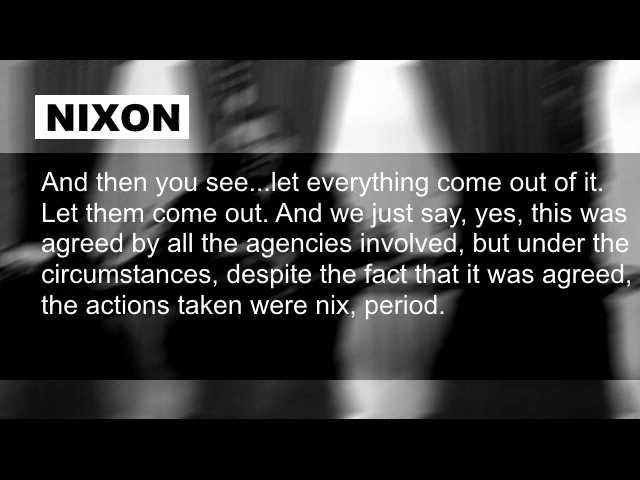 NIXON
And then you see...let everything come out of it.
Let them come out. And we just say, yes, this was
agreed by all the agencies involved, but under the
circumstances, despite the fact that it was agreed,
the actions taken were nix, period.